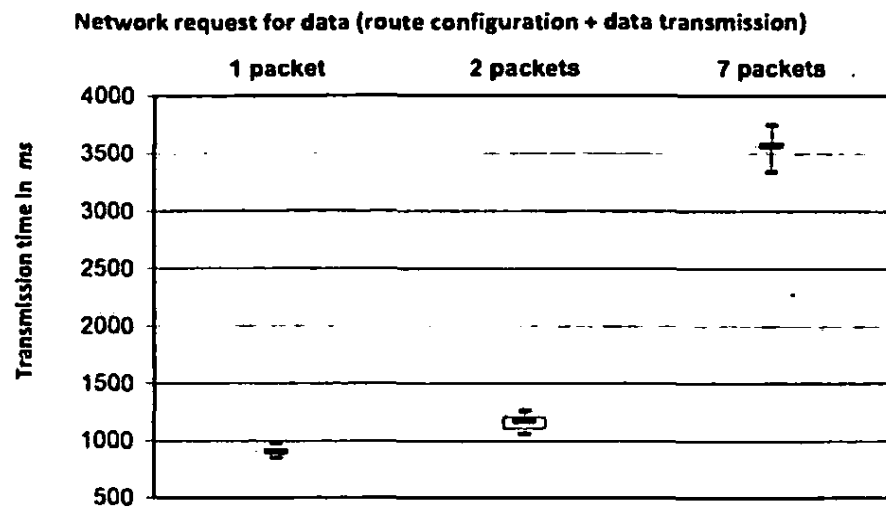 Network request for data (route configuration + data transmission)
1 packet 2 packets 7 packets
Transmission time in ms
4000
3500
3000
2500
2000
1500
1000
500